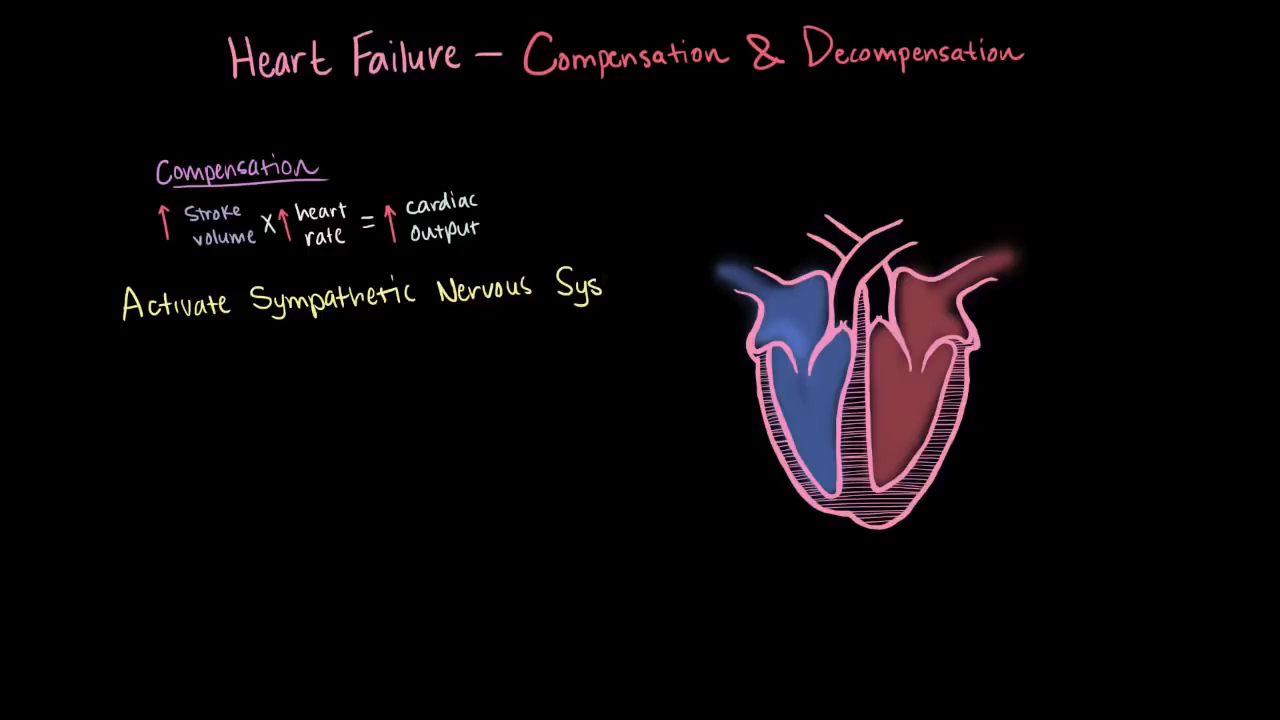 Heart Failure – Compensation & Decompensation
Compensation
↑ Stroke volume x ↑ heart rate = ↑ cardiac output
Activate Sympathetic Nervous Sys